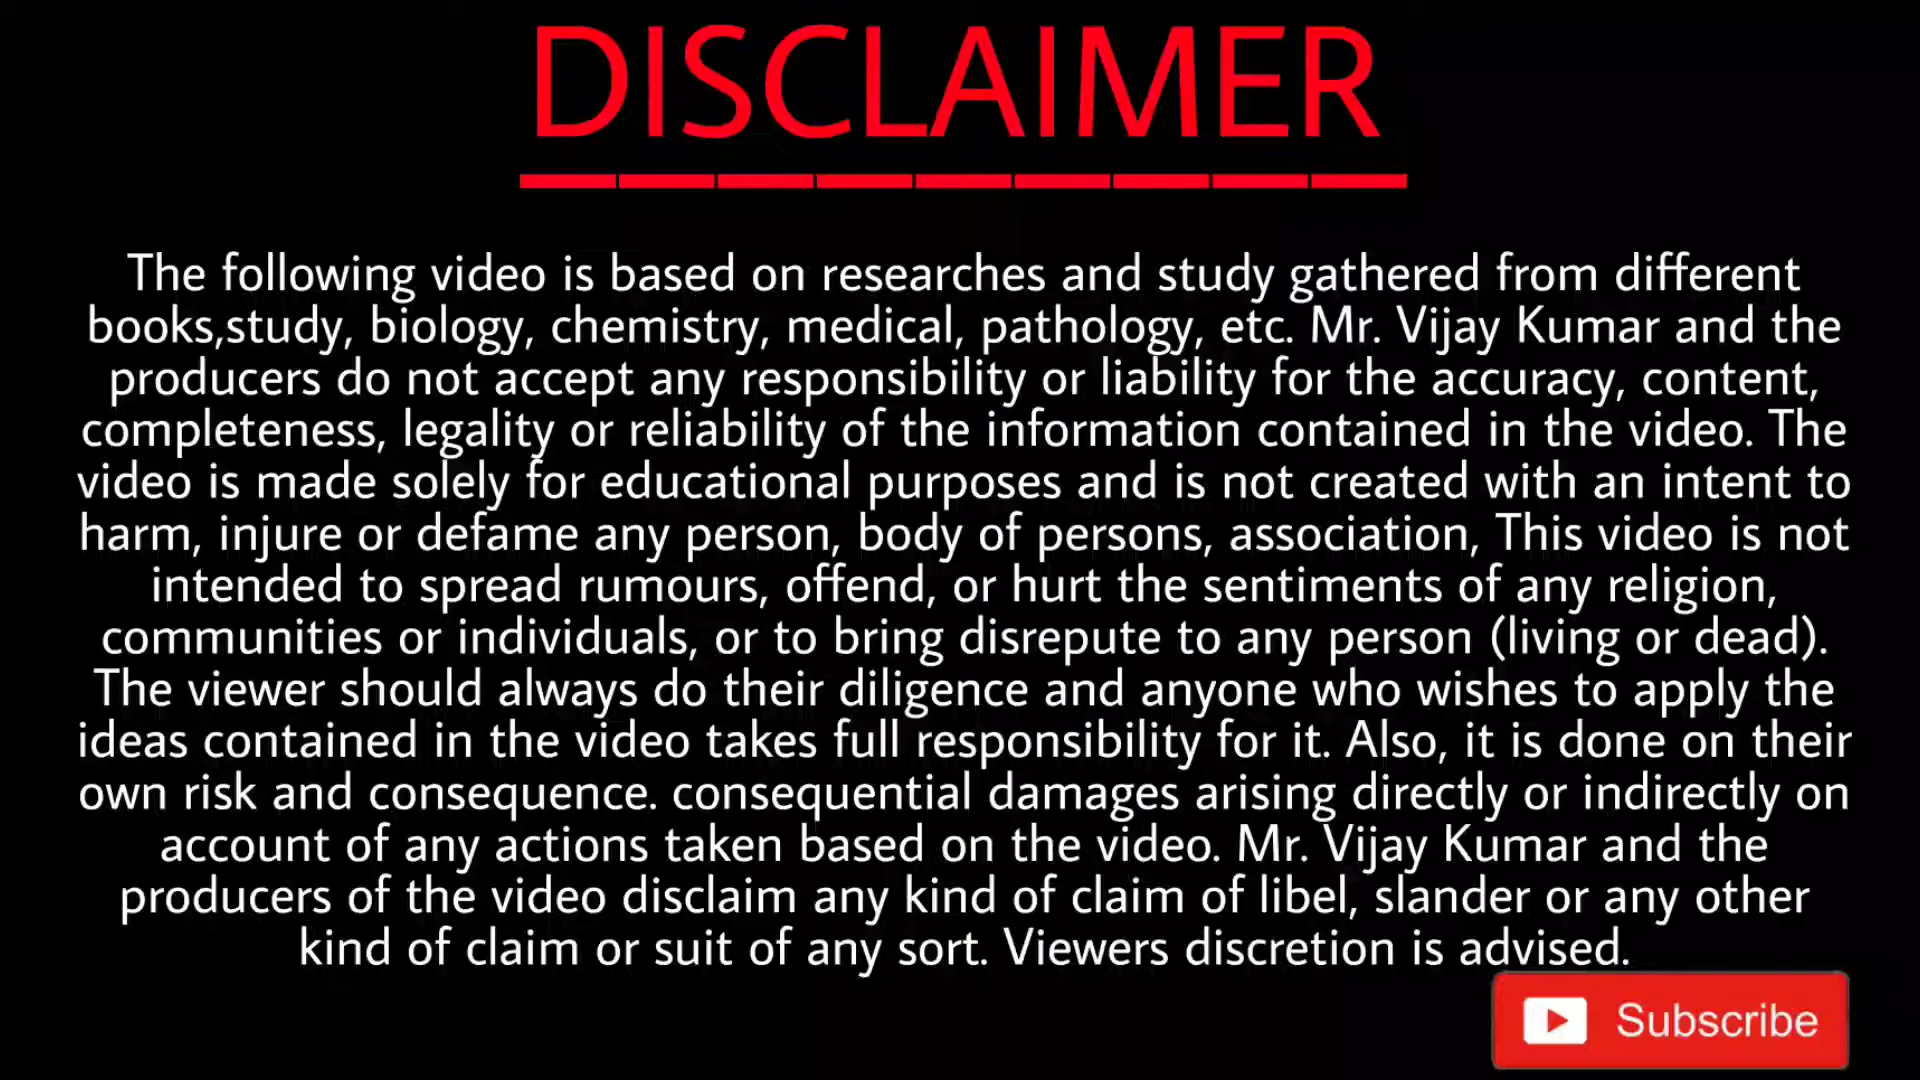 DISCLAIMER
The following video is based on researches and study gathered from different
books,study, biology, chemistry, medical, pathology, etc. Mr. Vijay Kumar and the
producers do not accept any responsibility or liability for the accuracy, content,
completeness, legality or reliability of the information contained in the video. The
video is made solely for educational purposes and is not created with an intent to
harm, injure or defame any person, body of persons, association, This video is not
intended to spread rumours, offend, or hurt the sentiments of any religion,
communities or individuals, or to bring disrepute to any person (living or dead).
The viewer should always do their diligence and anyone who wishes to apply the
ideas contained in the video takes full responsibility for it. Also, it is done on their
own risk and consequence. consequential damages arising directly or indirectly on
account of any actions taken based on the video. Mr. Vijay Kumar and the
producers of the video disclaim any kind of claim of libel, slander or any other
kind of claim or suit of any sort. Viewers discretion is advised.
Subscribe